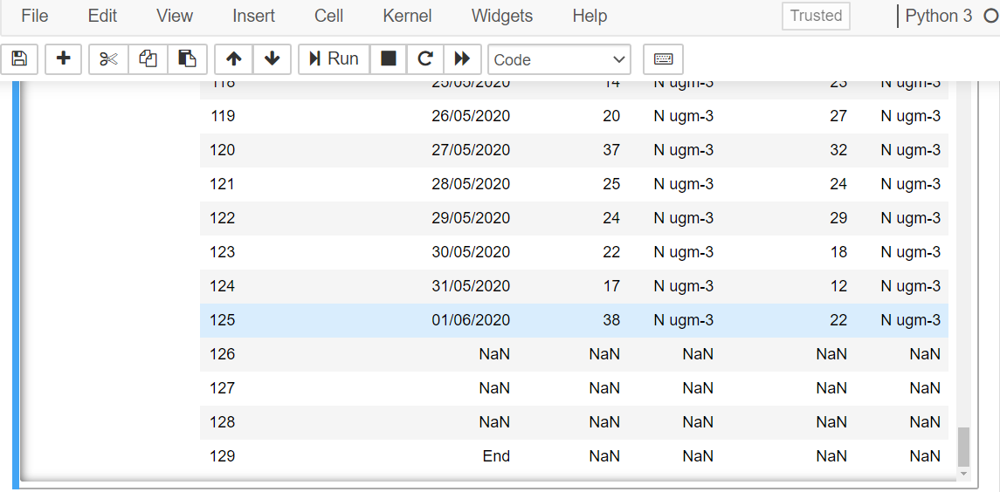 File Edit View Insert Cell Kernel Widgets Help Trusted Python 3
Run Code
118 25/05/2020 14 N ugm-3 23 N ugm-3
119 26/05/2020 20 N ugm-3 27 N ugm-3
120 27/05/2020 37 N ugm-3 32 N ugm-3
121 28/05/2020 25 N ugm-3 24 N ugm-3
122 29/05/2020 24 N ugm-3 29 N ugm-3
123 30/05/2020 22 N ugm-3 18 N ugm-3
124 31/05/2020 17 N ugm-3 12 N ugm-3
125 01/06/2020 38 N ugm-3 22 N ugm-3
126 NaN NaN NaN NaN NaN
127 NaN NaN NaN NaN NaN
128 NaN NaN NaN NaN NaN
129 End NaN NaN NaN NaN